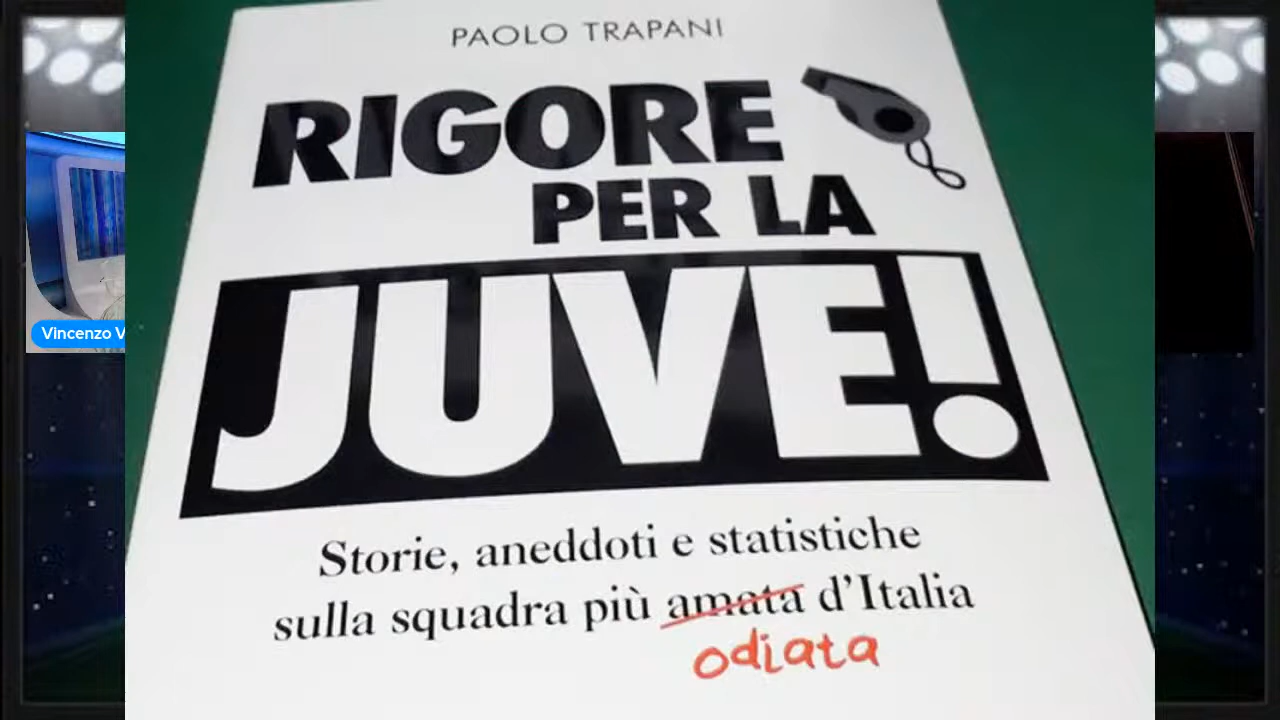 PAOLO TRAPANI
RIGORE
PER LA
JUVE!
Storie, aneddoti e statistiche
sulla squadra più amata d'Italia
odiata
Vincenzo V